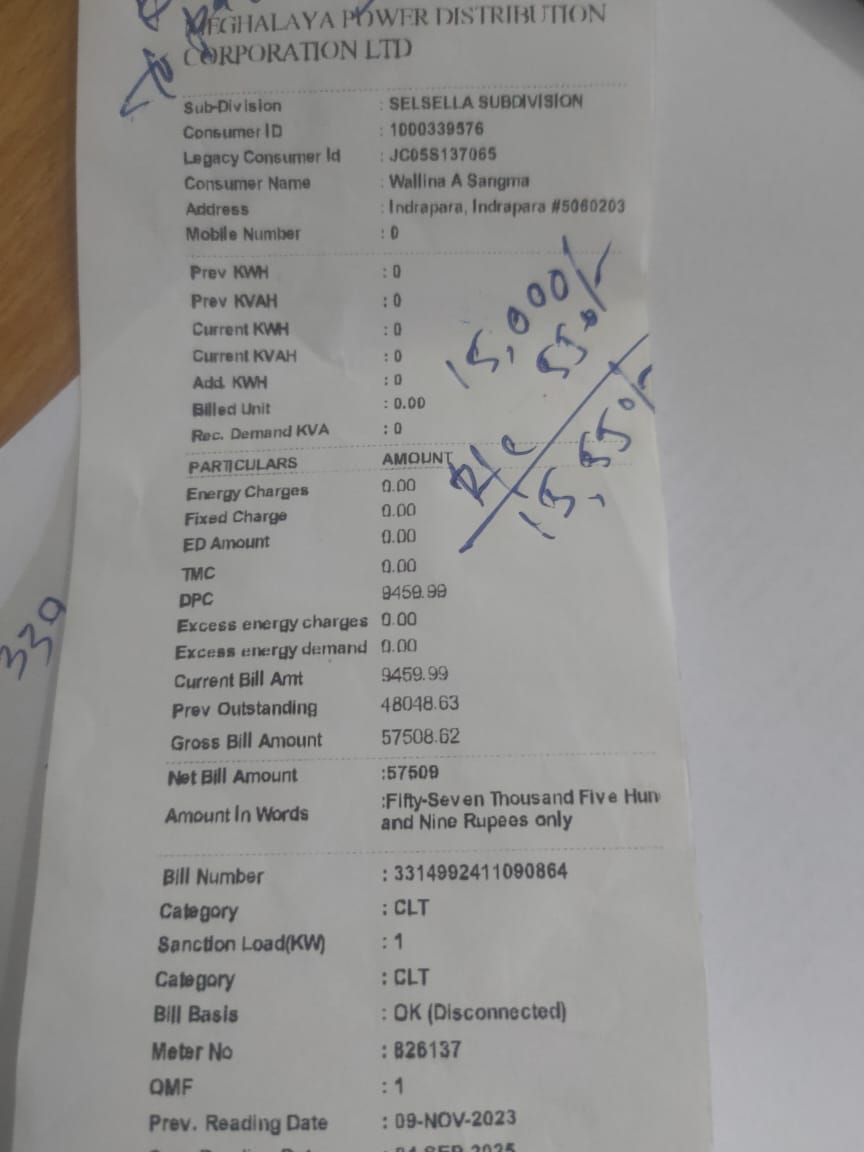 MEGHALAYA POWER DISTRIBUTION
CORPORATION LTD
Sub-Division : SELSELLA SUBDIVISION
Consumer ID : 1000339576
Legacy Consumer Id : JC05S137065
Consumer Name : Wallina A Sangma
Address : Indrapara, Indrapara #5060203
Mobile Number : 0
Prev KWH : 0
Prev KVAH : 0
Current KWH : 0
Current KVAH : 0
Add. KWH : 0
Billed Unit : 0.00
Rec. Demand KVA : 0
15,000/-
R/c 550/-
15,550/-
PARTICULARS AMOUNT
Energy Charges 0.00
Fixed Charge 0.00
ED Amount 0.00
TMC 0.00
DPC 9459.99
Excess energy charges 0.00
Excess energy demand 0.00
Current Bill Amt 9459.99
Prev Outstanding 48048.63
Gross Bill Amount 57508.62
Net Bill Amount :57509
Amount In Words :Fifty-Seven Thousand Five Hun
and Nine Rupees only
Bill Number : 3314992411090864
Category : CLT
Sanction Load(KW) : 1
Category : CLT
Bill Basis : OK (Disconnected)
Meter No : 826137
OMF : 1
Prev. Reading Date : 09-NOV-2023
339